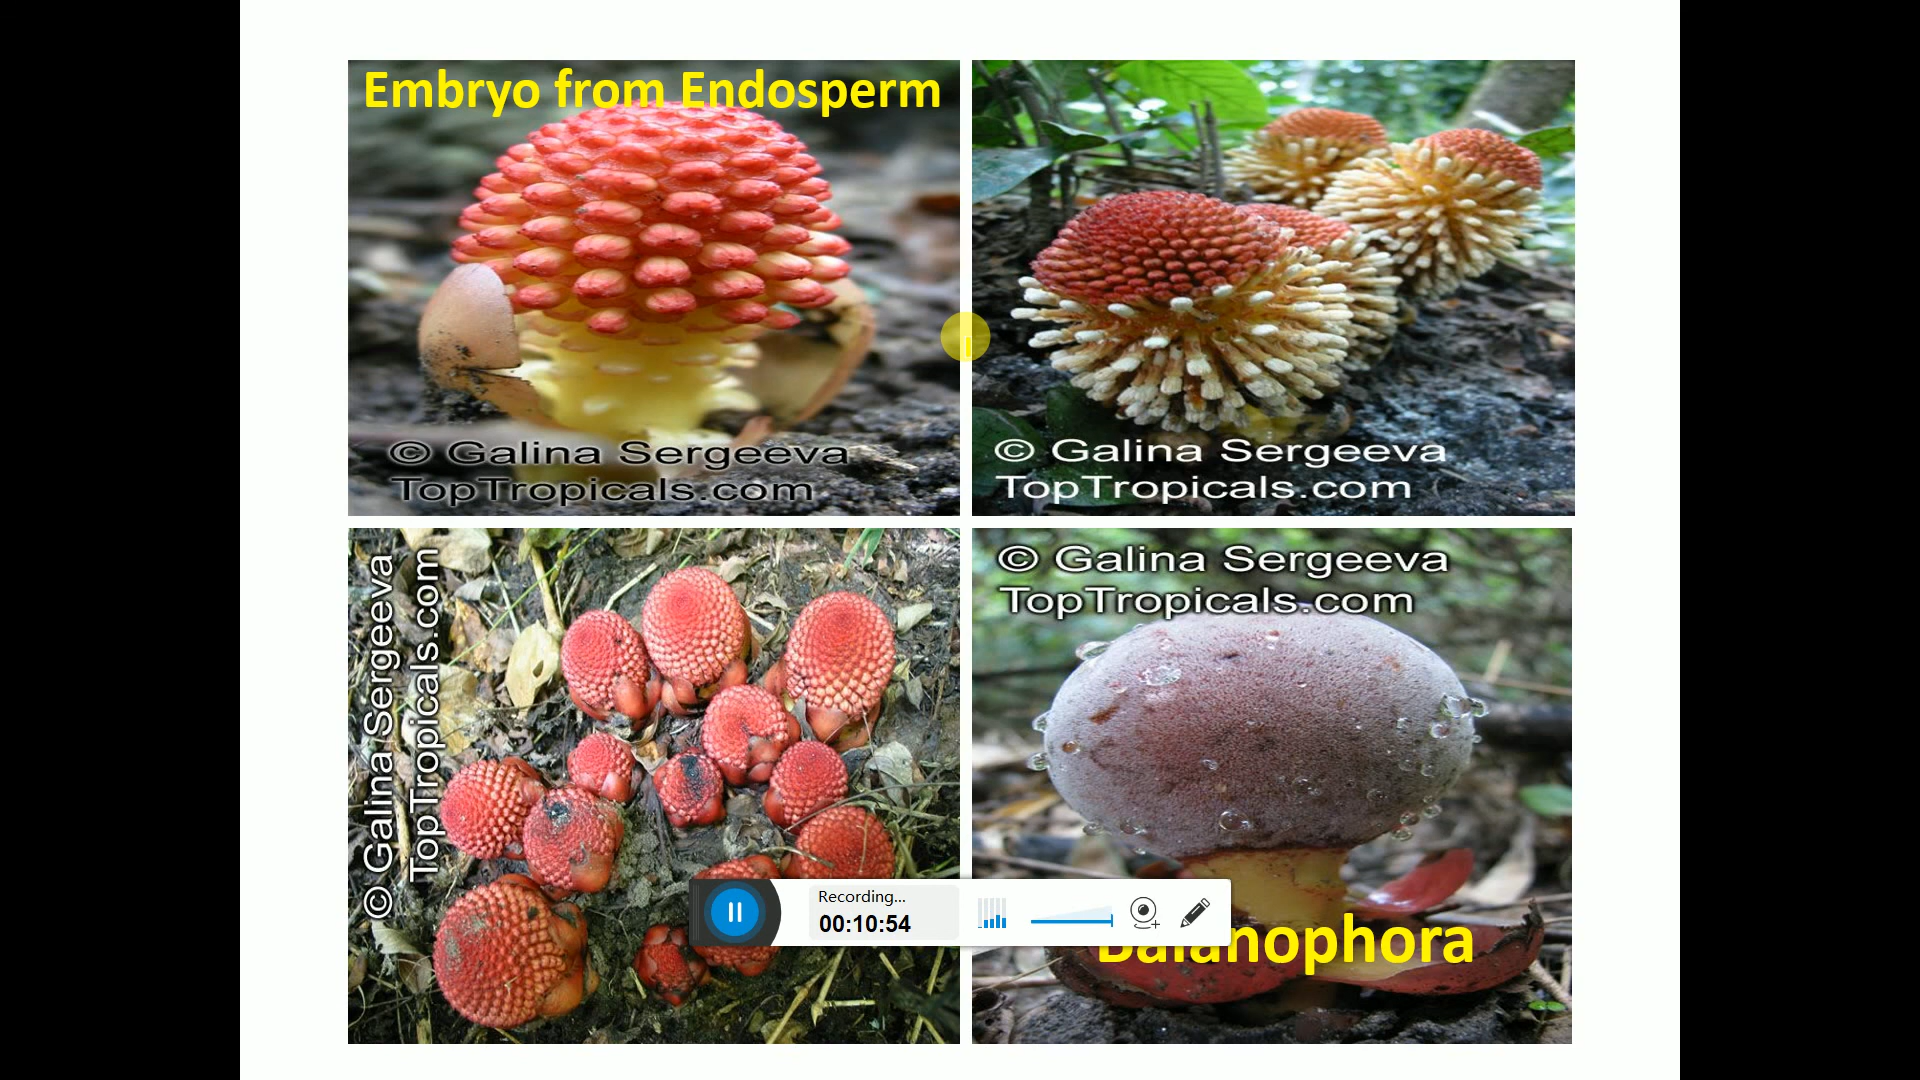 Embryo from Endosperm
© Galina Sergeeva
TopTropicals.com
© Galina Sergeeva
TopTropicals.com
© Galina Sergeeva
TopTropicals.com
© Galina Sergeeva
TopTropicals.com
Recording...
00:10:54
Balanophora